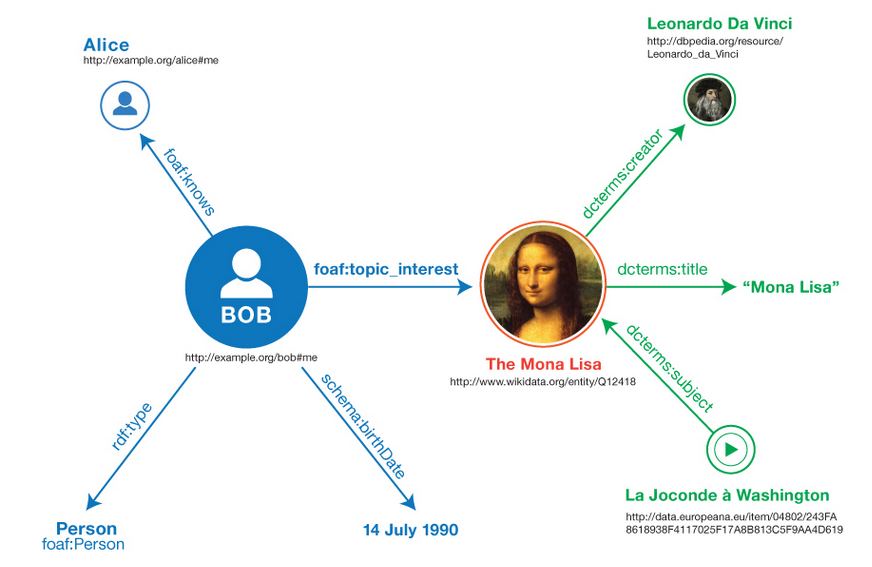 Leonardo Da Vinci
http://dbpedia.org/resource/
Leonardo_da_Vinci
Alice
http://example.org/alice#me
foaf:knows
dcterms:creator
foaf:topic_interest
dcterms:title
“Mona Lisa”
BOB
http://example.org/bob#me
The Mona Lisa
http://www.wikidata.org/entity/Q12418
dcterms:subject
rdf:type
schema:birthDate
La Joconde à Washington
http://data.europeana.eu/item/04802/243FA
8618938F4117025F17A8B813C5F9AA4D619
Person
foaf:Person
14 July 1990